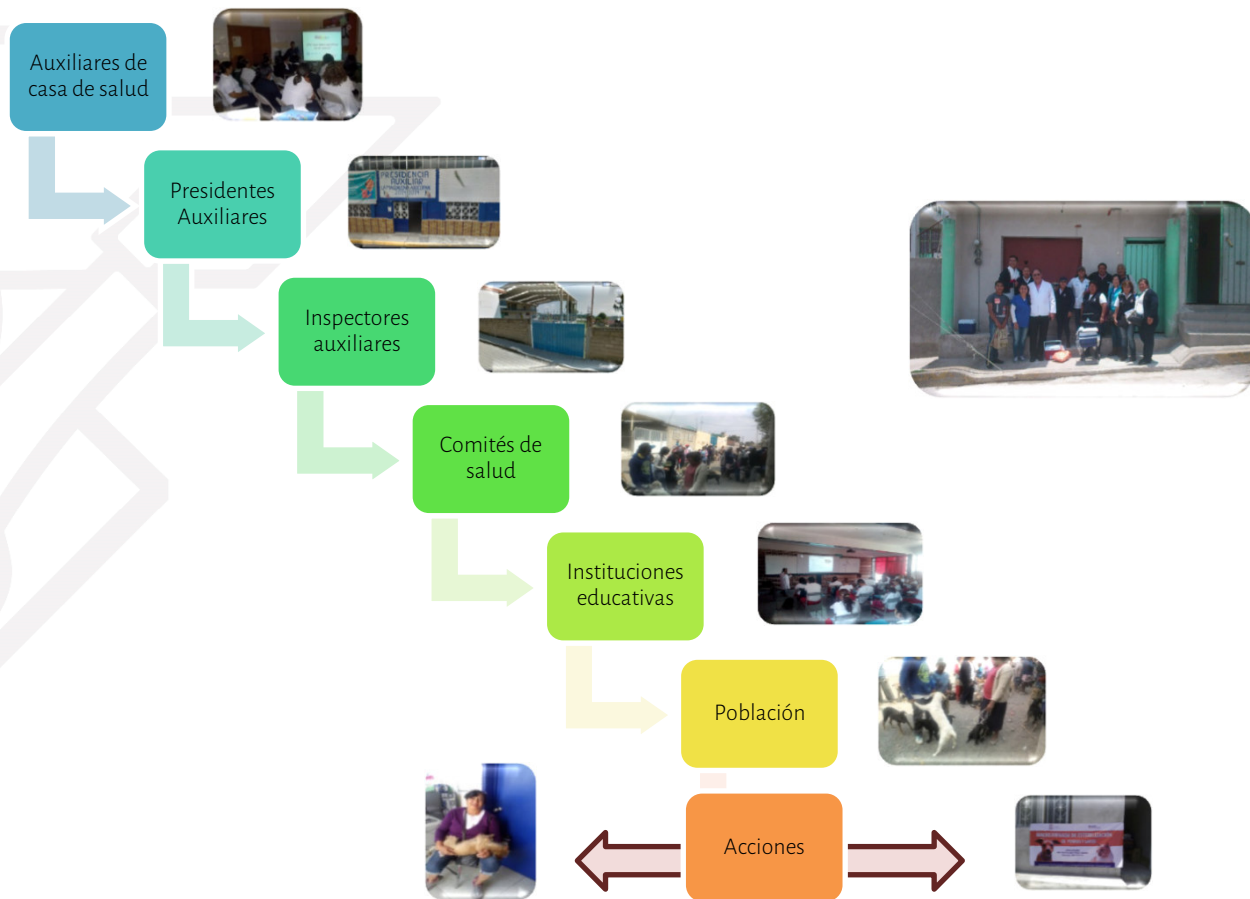 Auxiliares de
casa de salud
PRESIDENCIA
AUXILIAR
Presidentes
Auxiliares
Inspectores
auxiliares
Comités de
salud
Instituciones
educativas
Población
Acciones